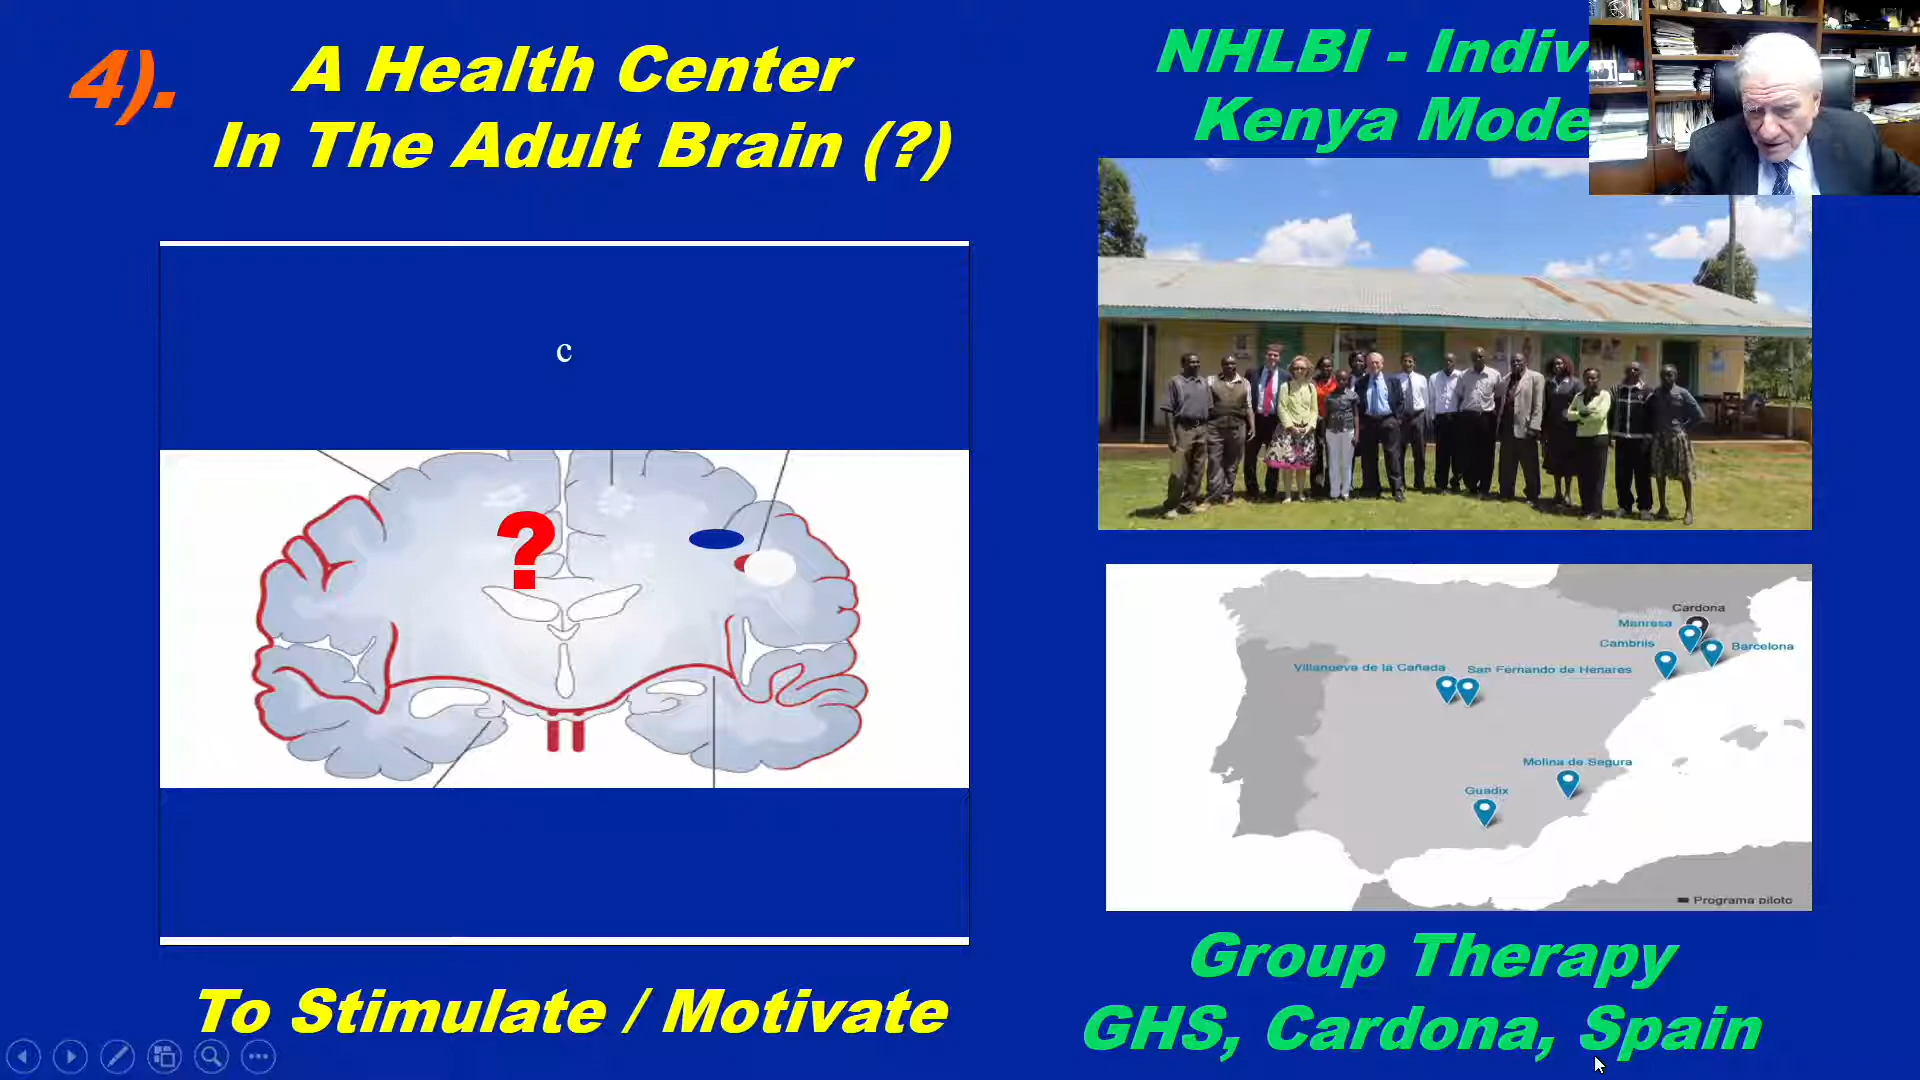 4).
A Health Center
In The Adult Brain (?)
c
?
To Stimulate / Motivate
NHLBI - Indiv
Kenya Mode
Cardona
Manresa
Cambrils
Barcelona
Villanueva de la Cañada
San Fernando de Henares
Molina de Segura
Guadix
Programa piloto
Group Therapy
GHS, Cardona, Spain